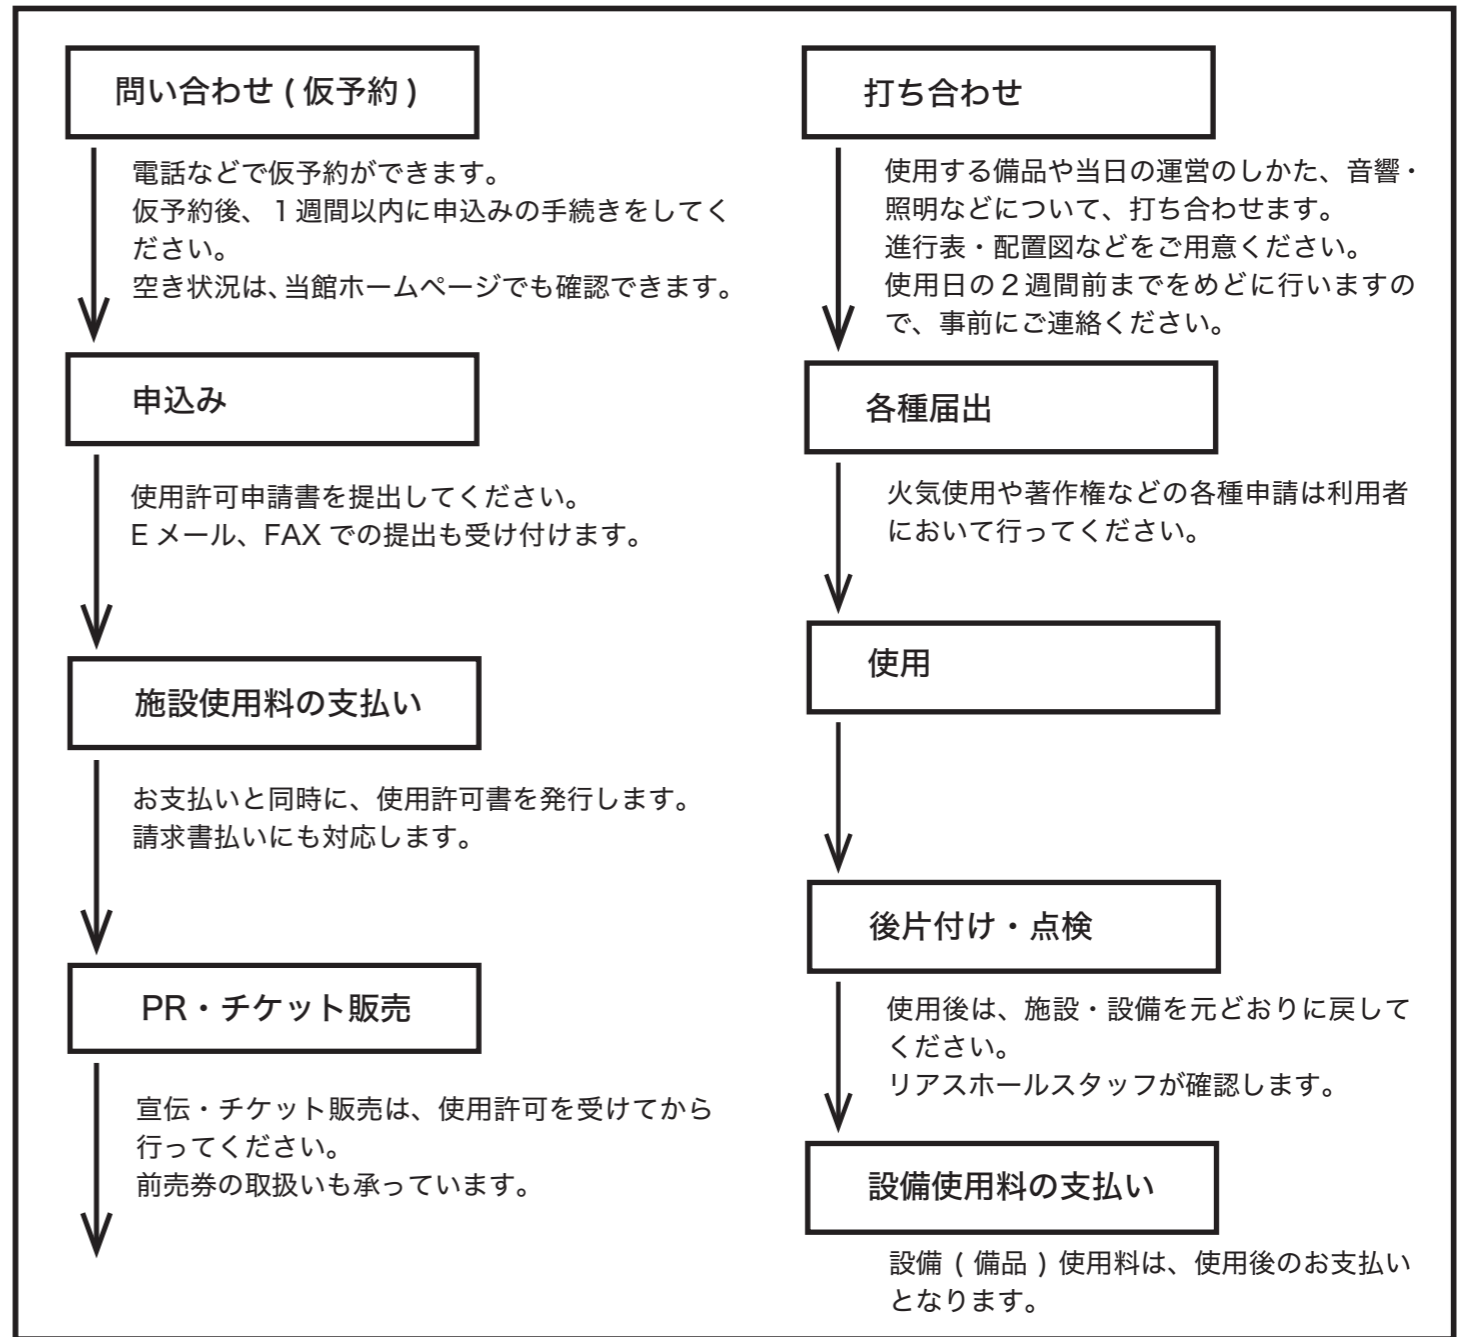 問い合わせ ( 仮予約 )
電話などで仮予約ができます。
仮予約後、1 週間以内に申込みの手続きをしてく
ださい。
空き状況は、当館ホームページでも確認できます。
申込み
使用許可申請書を提出してください。
E メール、FAX での提出も受け付けます。
施設使用料の支払い
お支払いと同時に、使用許可書を発行します。
請求書払いにも対応します。
PR・チケット販売
宣伝・チケット販売は、使用許可を受けてから
行ってください。
前売券の取扱いも承っています。
打ち合わせ
使用する備品や当日の運営のしかた、音響・
照明などについて、打ち合わせます。
進行表・配置図などをご用意ください。
使用日の 2 週間前までをめどに行いますの
で、事前にご連絡ください。
各種届出
火気使用や著作権などの各種申請は利用者
において行ってください。
使用
後片付け・点検
使用後は、施設・設備を元どおりに戻して
ください。
リアスホールスタッフが確認します。
設備使用料の支払い
設備 ( 備品 ) 使用料は、使用後のお支払い
となります。